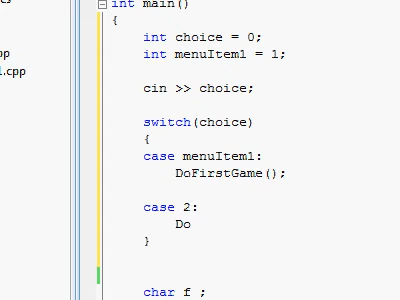 int main()
{
int choice = 0;
int menuItem1 = 1;
cin >> choice;
switch(choice)
{
case menuItem1:
DoFirstGame();
case 2:
Do
}
char f ;
.cpp